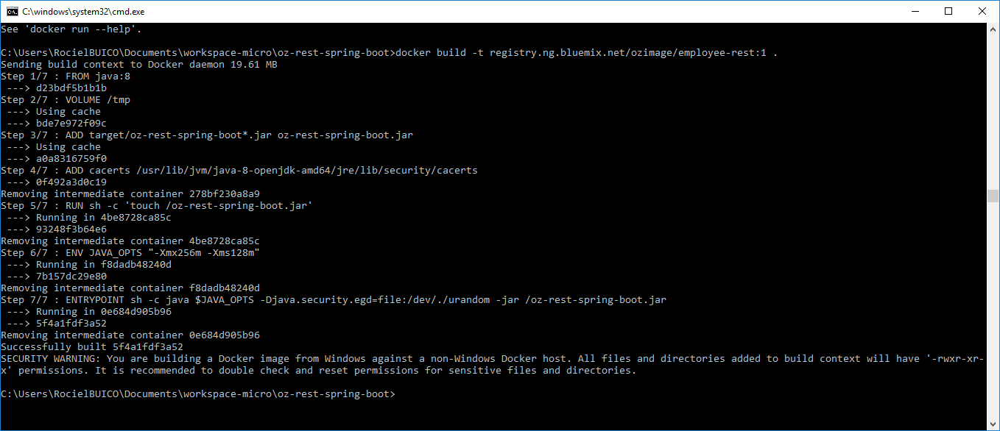 C:\windows\system32\cmd.exe
See 'docker run --help'.
C:\Users\RocielBUICO\Documents\workspace-micro\oz-rest-spring-boot>docker build -t registry.ng.bluemix.net/ozimage/employee-rest:1 .
Sending build context to Docker daemon 19.61 MB
Step 1/7 : FROM java:8
 ---> d23bdf5b1b1b
Step 2/7 : VOLUME /tmp
 ---> Using cache
 ---> bde7e972f09c
Step 3/7 : ADD target/oz-rest-spring-boot*.jar oz-rest-spring-boot.jar
 ---> Using cache
 ---> a0a8316759f0
Step 4/7 : ADD cacerts /usr/lib/jvm/java-8-openjdk-amd64/jre/lib/security/cacerts
 ---> 0f492a3d0c19
Removing intermediate container 278bf230a8a9
Step 5/7 : RUN sh -c 'touch /oz-rest-spring-boot.jar'
 ---> Running in 4be8728ca85c
 ---> 93248f3b64e6
Removing intermediate container 4be8728ca85c
Step 6/7 : ENV JAVA_OPTS "-Xmx256m -Xms128m"
 ---> Running in f8dadb48240d
 ---> 7b157dc29e80
Removing intermediate container f8dadb48240d
Step 7/7 : ENTRYPOINT sh -c java $JAVA_OPTS -Djava.security.egd=file:/dev/./urandom -jar /oz-rest-spring-boot.jar
 ---> Running in 0e684d905b96
 ---> 5f4a1fdf3a52
Removing intermediate container 0e684d905b96
Successfully built 5f4a1fdf3a52
SECURITY WARNING: You are building a Docker image from Windows against a non-Windows Docker host. All files and directories added to build context will have '-rwxr-xr-
x' permissions. It is recommended to double check and reset permissions for sensitive files and directories.
C:\Users\RocielBUICO\Documents\workspace-micro\oz-rest-spring-boot>